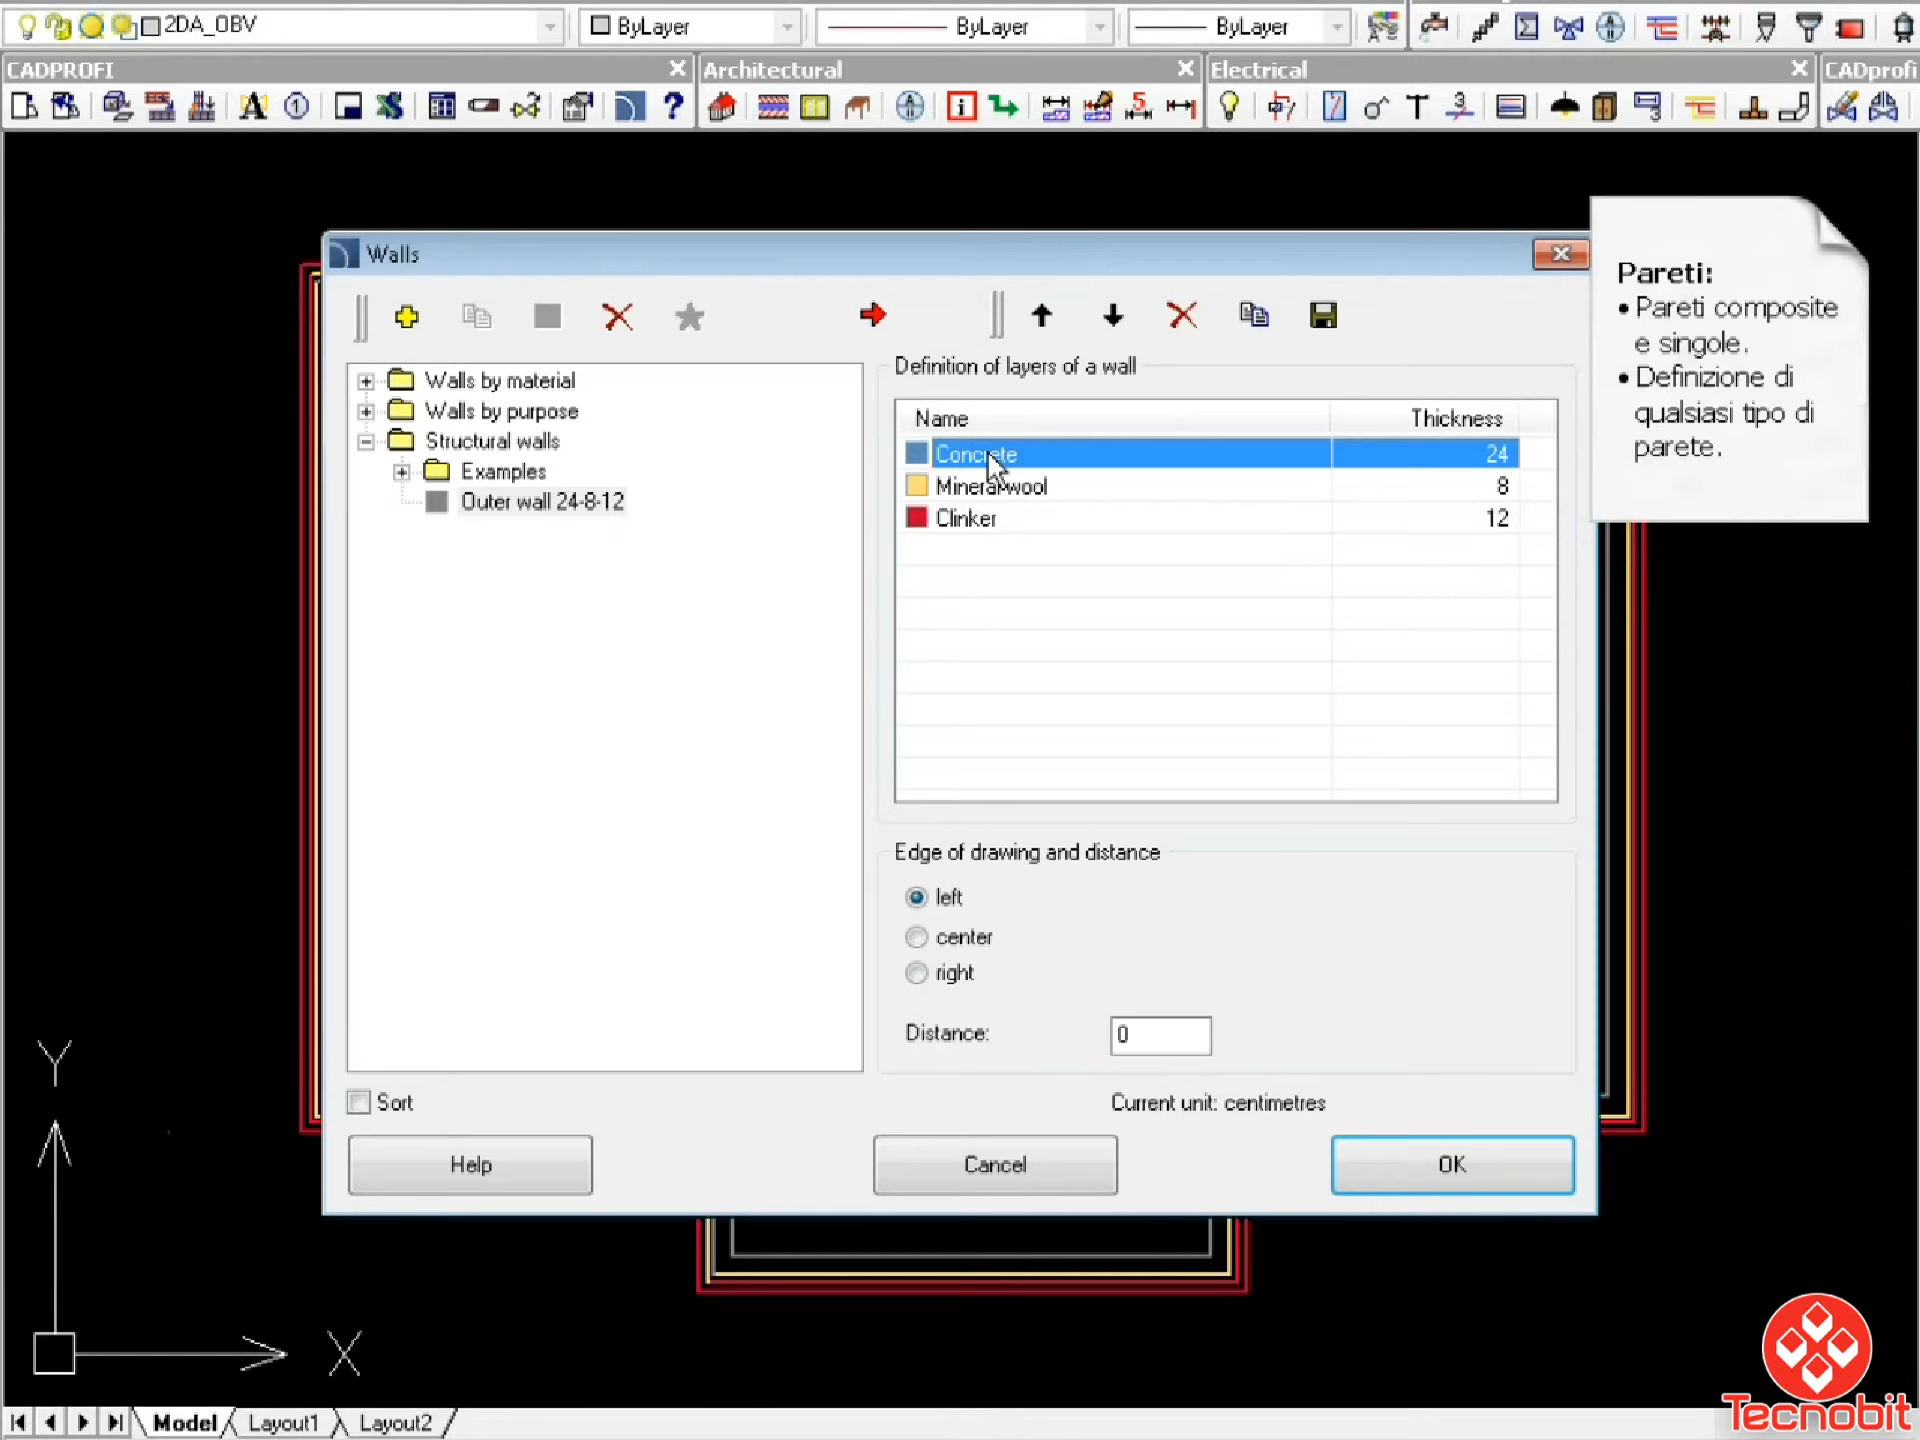 2DA_OBV
ByLayer
ByLayer
ByLayer
CADPROFI
Architectural
Electrical
CADprofi
Walls
Pareti:
• Pareti composite
e singole.
• Definizione di
qualsiasi tipo di
parete.
Walls by material
Walls by purpose
Structural walls
Examples
Outer wall 24-8-12
Definition of layers of a wall
Name Thickness
Concrete 24
Mineral wool 8
Clinker 12
Edge of drawing and distance
left
center
right
Distance: 0
Sort
Current unit: centimetres
Help
Cancel
OK
Y
X
Model
Layout1
Layout2
Tecnobit